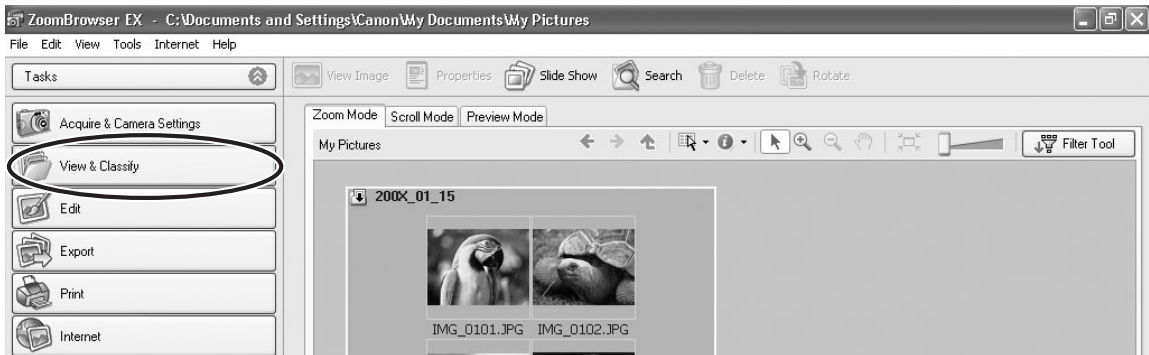 ZoomBrowser EX - C:\Documents and Settings\Canon\My Documents\My Pictures
File Edit View Tools Internet Help
Tasks
View Image Properties Slide Show Search Delete Rotate
Acquire & Camera Settings
View & Classify
Edit
Export
Print
Internet
Zoom Mode Scroll Mode Preview Mode
My Pictures
Filter Tool
200X_01_15
IMG_0101.JPG IMG_0102.JPG